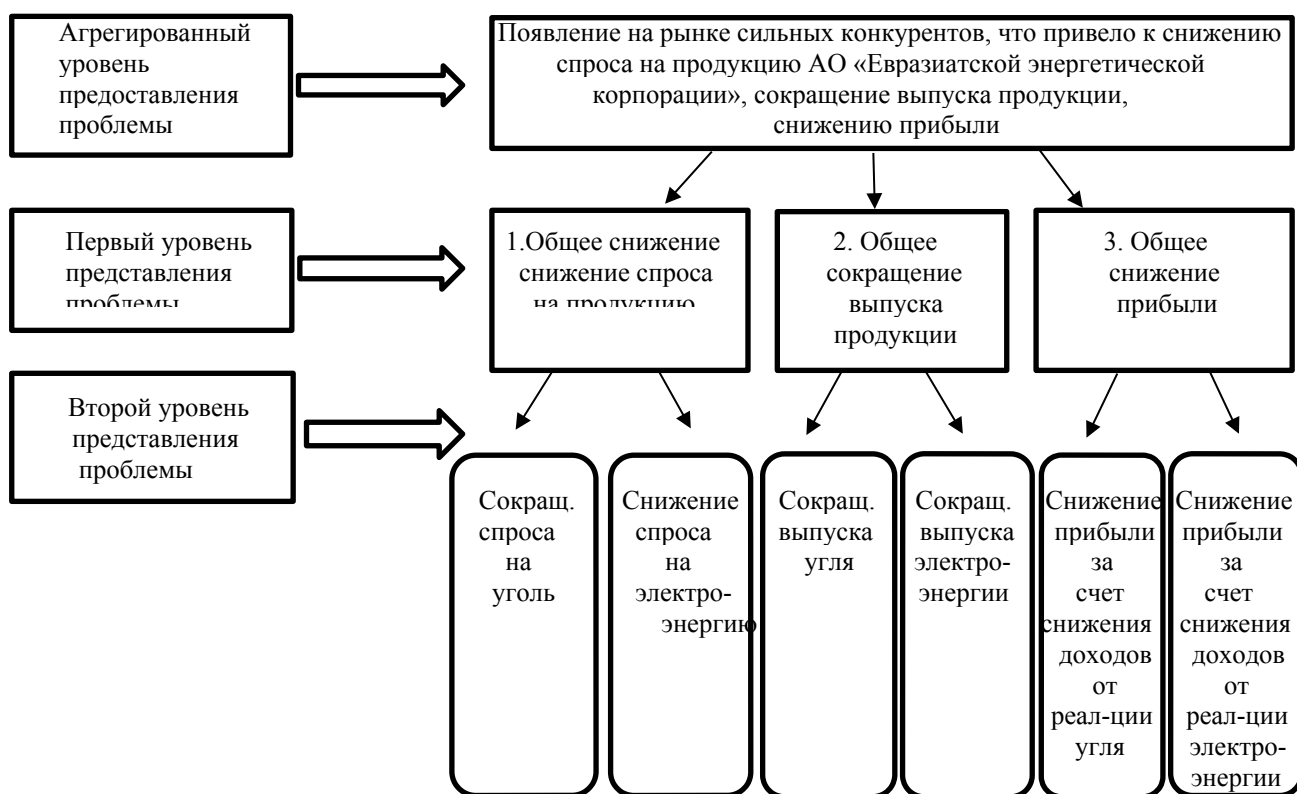 Агрегированный
уровень
предоставления
проблемы
Появление на рынке сильных конкурентов, что привело к снижению
спроса на продукцию АО «Евразиатской энергетической
корпорации», сокращение выпуска продукции,
снижению прибыли
Первый уровень
представления
проблемы
1.Общее снижение
снижение спроса
на продукцию
2. Общее
сокращение
выпуска
продукции
3. Общее
снижение
прибыли
Второй уровень
представления
проблемы
Сокращ.
спроса
на
уголь
Снижение
спроса
на
электро-
энергию
Сокращ.
выпуска
угля
Сокращ.
выпуска
электро-
энергии
Снижение
прибыли
за
счет
снижения
доходов
от
реал-ции
угля
Снижение
прибыли
за
счет
снижения
доходов
от
реал-ции
электро-
энергии